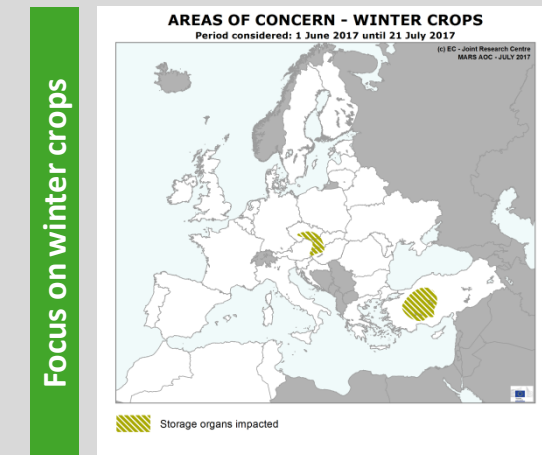 Focus on winter crops
AREAS OF CONCERN - WINTER CROPS
Period considered: 1 June 2017 until 21 July 2017
(c) EC - Joint Research Centre
MARS AOC - JULY 2017
Storage organs impacted